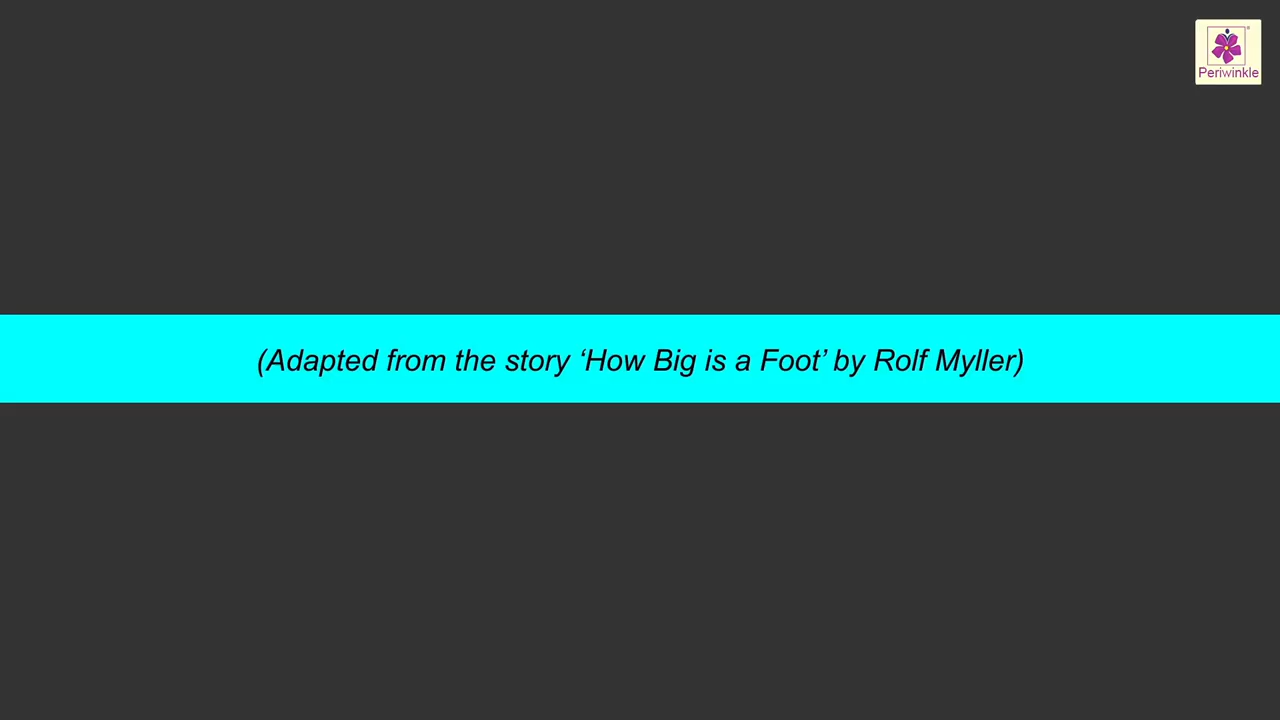 Periwinkle
(Adapted from the story ‘How Big is a Foot’ by Rolf Myller)